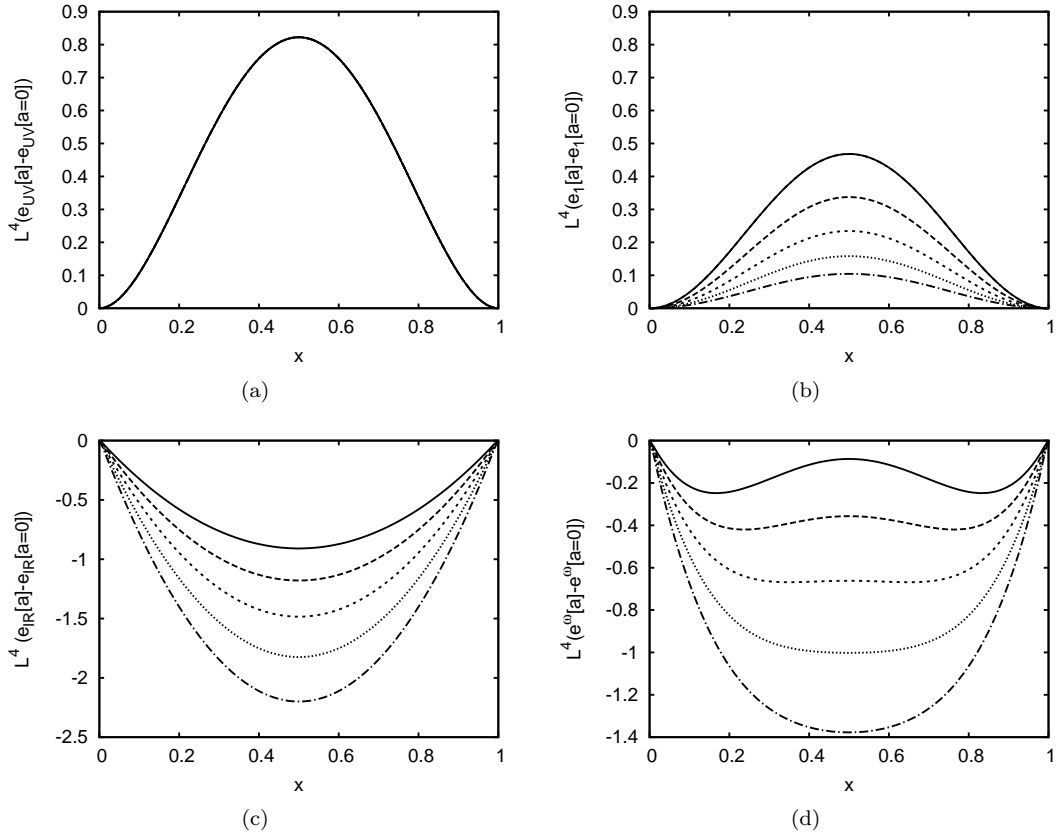 0.9
0.8
0.7
0.6
0.5
0.4
0.3
0.2
0.1
0
L⁴(e_UV[a]-e_UV[a=0])
0 0.2 0.4 0.6 0.8 1
x
(a)
0.9
0.8
0.7
0.6
0.5
0.4
0.3
0.2
0.1
0
L⁴(e₁[a]-e₁[a=0])
0 0.2 0.4 0.6 0.8 1
x
(b)
0
-0.5
-1
-1.5
-2
-2.5
L⁴ (e_IR[a]-e_IR[a=0])
0 0.2 0.4 0.6 0.8 1
x
(c)
0
-0.2
-0.4
-0.6
-0.8
-1
-1.2
-1.4
L⁴(e^ω[a]-e^ω[a=0])
0 0.2 0.4 0.6 0.8 1
x
(d)